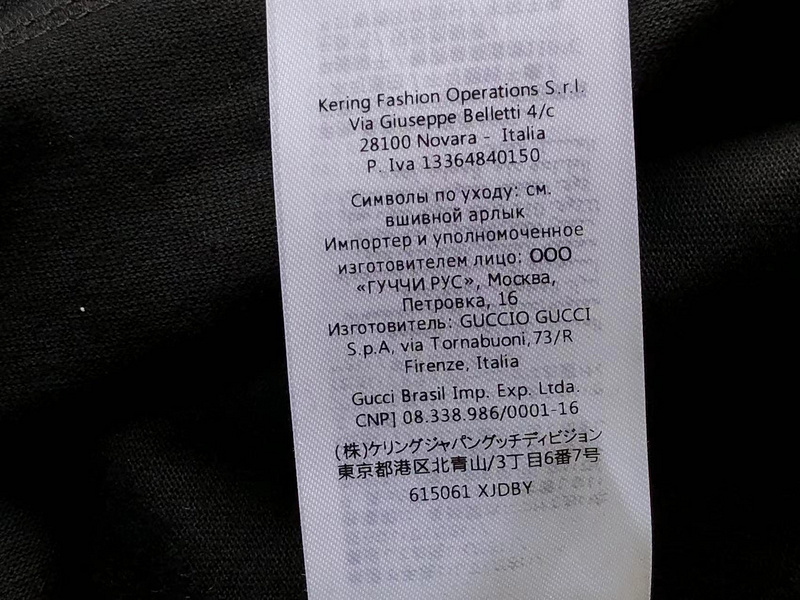 Kering Fashion Operations S.r.l.
Via Giuseppe Belletti 4/c
28100 Novara - Italia
P. Iva 13364840150
Символы по уходу: см.
вшивной арлык
Импортер и уполномоченное
изготовителем лицо: ООО
«ГУЧЧИ РУС», Москва,
Петровка, 16
Изготовитель: GUCCIO GUCCI
S.p.A, via Tornabuoni,73/R
Firenze, Italia
Gucci Brasil Imp. Exp. Ltda.
CNPJ 08.338.986/0001-16
(株)ケリングジャパングッチディビジョン
東京都港区北青山/3丁目6番7号
615061 XJDBY